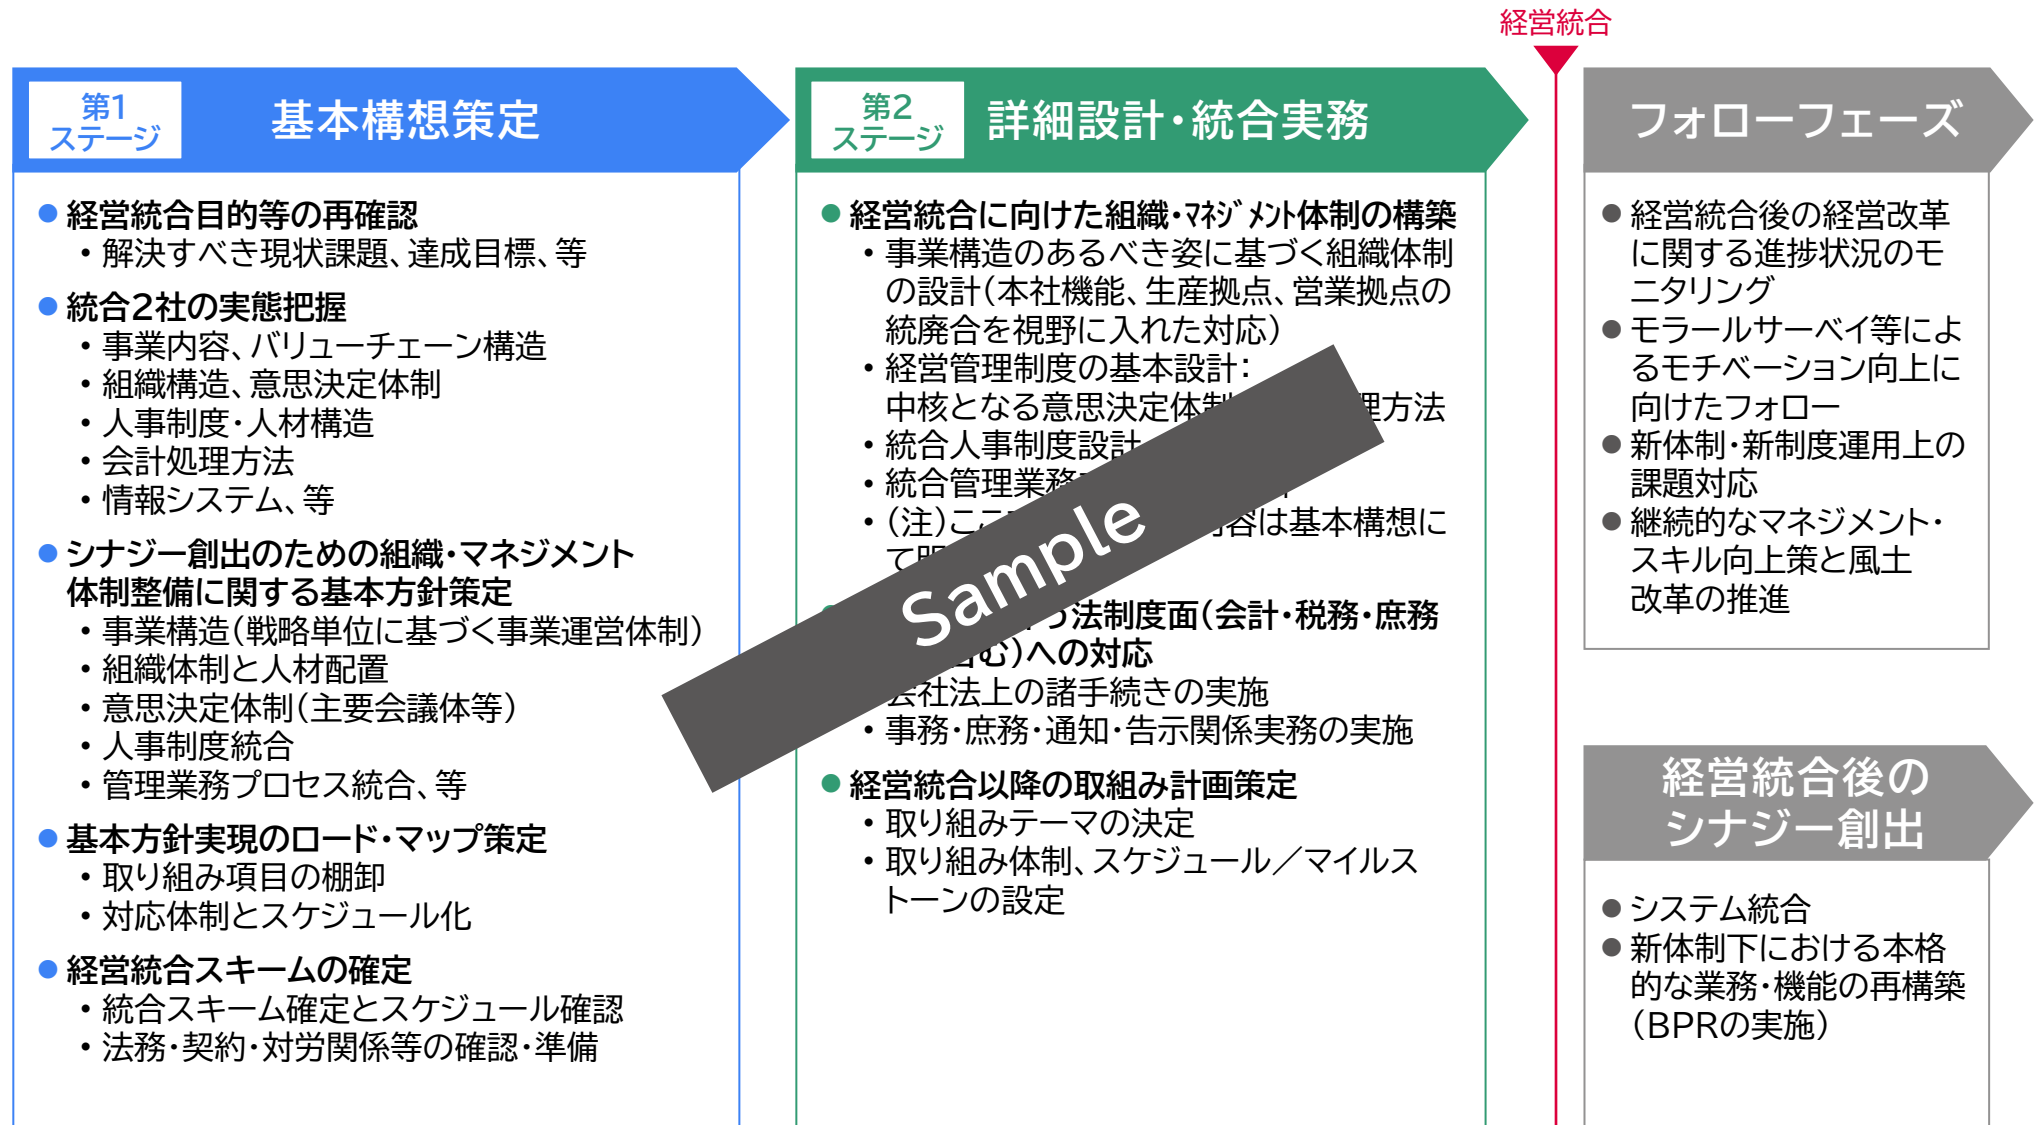 経営統合
第1
ステージ
基本構想策定
●経営統合目的等の再確認
・解決すべき現状課題、達成目標、等
●統合2社の実態把握
・事業内容、バリューチェーン構造
・組織構造、意思決定体制
・人事制度・人材構造
・会計処理方法
・情報システム、等
●シナジー創出のための組織・マネジメント
体制整備に関する基本方針策定
・事業構造(戦略単位に基づく事業運営体制)
・組織体制と人材配置
・意思決定体制(主要会議体等)
・人事制度統合
・管理業務プロセス統合、等
●基本方針実現のロード・マップ策定
・取り組み項目の棚卸
・対応体制とスケジュール化
●経営統合スキームの確定
・統合スキーム確定とスケジュール確認
・法務・契約・対労関係等の確認・準備
第2
ステージ
詳細設計・統合実務
●経営統合に向けた組織・ﾏﾈｼﾞﾒﾝﾄ体制の構築
・事業構造のあるべき姿に基づく組織体制
の設計(本社機能、生産拠点、営業拠点の
統廃合を視野に入れた対応)
・経営管理制度の基本設計:
中核となる意思決定体制 理方法
・統合人事制度設計
・統合管理業務
・(注)ここ 容は基本構想に
て
う法制度面(会計・税務・庶務
含む)への対応
会社法上の諸手続きの実施
・事務・庶務・通知・告示関係実務の実施
●経営統合以降の取組み計画策定
・取り組みテーマの決定
・取り組み体制、スケジュール/マイルス
トーンの設定
Sample
フォローフェーズ
●経営統合後の経営改革
に関する進捗状況のモ
ニタリング
●モラールサーベイ等によ
るモチベーション向上に
向けたフォロー
●新体制・新制度運用上の
課題対応
●継続的なマネジメント・
スキル向上策と風土
改革の推進
経営統合後の
シナジー創出
●システム統合
●新体制下における本格
的な業務・機能の再構築
(BPRの実施)